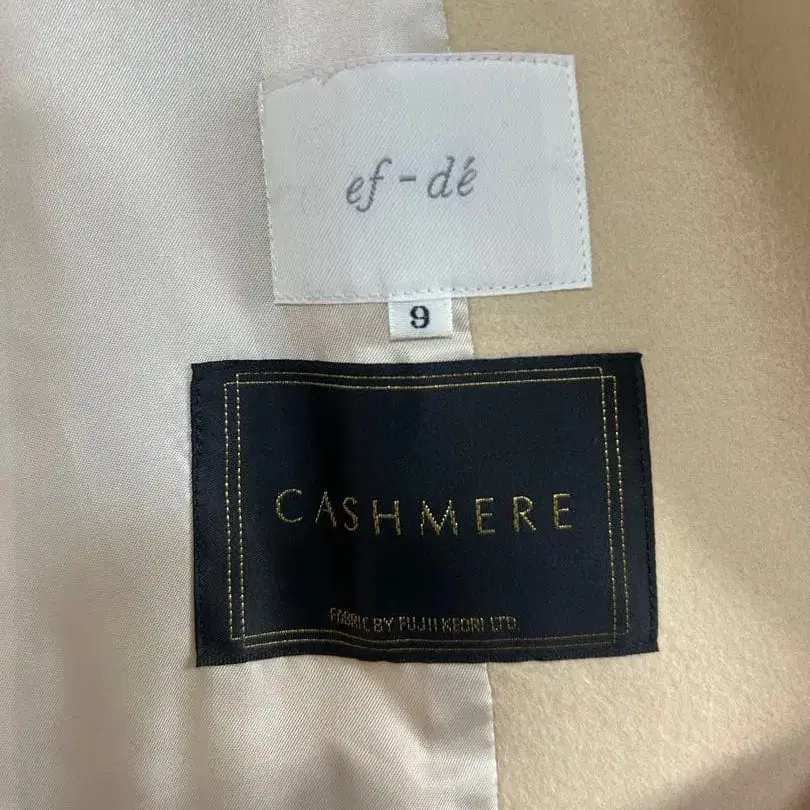 ef-dé
9
CASHMERE
FABRIC BY FUJII KEORI LTD.